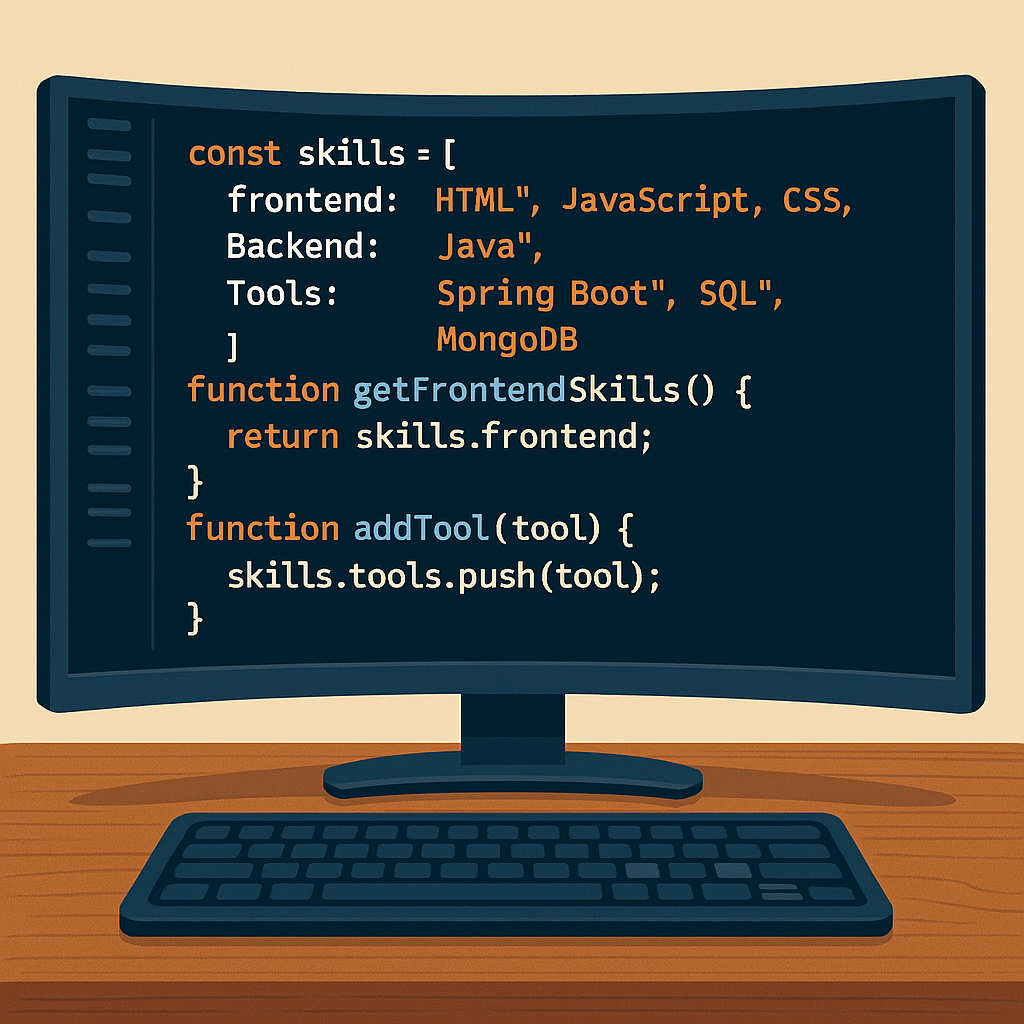 const skills = [
frontend: HTML", JavaScript, CSS,
Backend: Java",
Tools: Spring Boot", SQL",
] MongoDB
function getFrontendSkills() {
return skills.frontend;
}
function addTool(tool) {
skills.tools.push(tool);
}